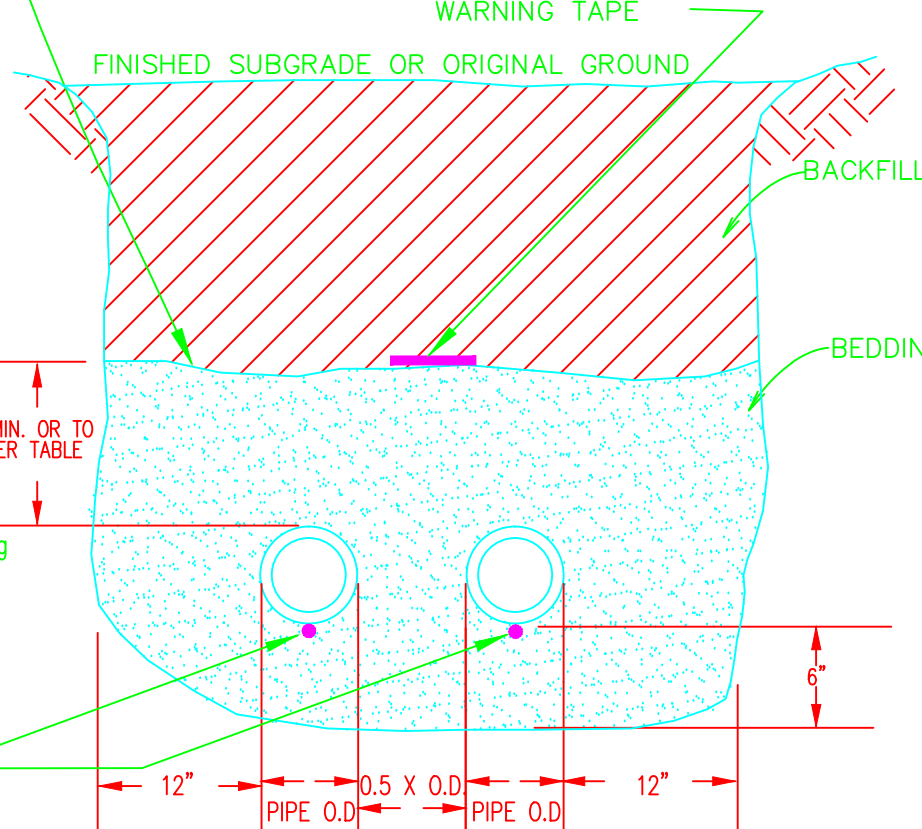 WARNING TAPE
FINISHED SUBGRADE OR ORIGINAL GROUND
BACKFILL
BEDDIN
MIN. OR TO
ER TABLE
g
6"
12"
0.5 X O.D.
12"
PIPE O.D
PIPE O.D